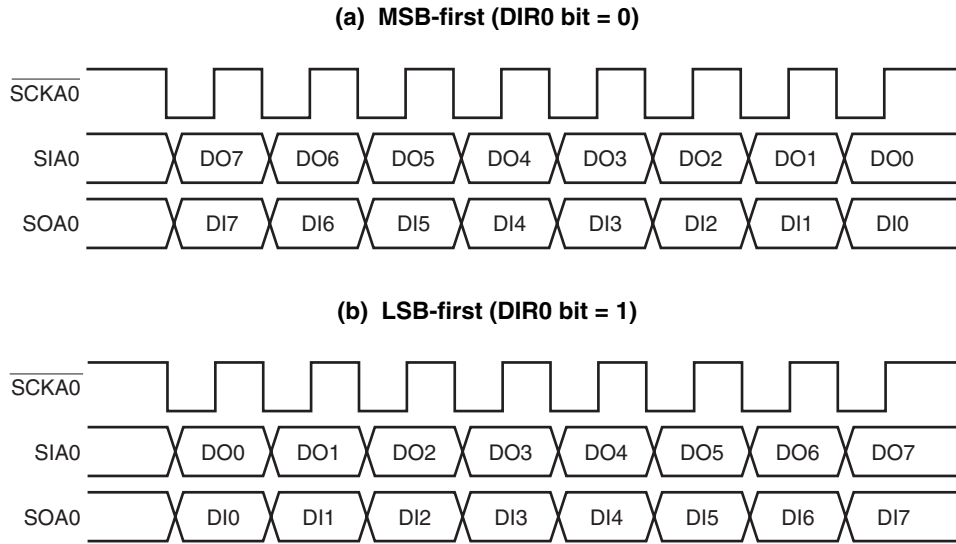 (a) MSB-first (DIR0 bit = 0)
SCKA0
SIA0 DO7 DO6 DO5 DO4 DO3 DO2 DO1 DO0
SOA0 DI7 DI6 DI5 DI4 DI3 DI2 DI1 DI0
(b) LSB-first (DIR0 bit = 1)
SCKA0
SIA0 DO0 DO1 DO2 DO3 DO4 DO5 DO6 DO7
SOA0 DI0 DI1 DI2 DI3 DI4 DI5 DI6 DI7